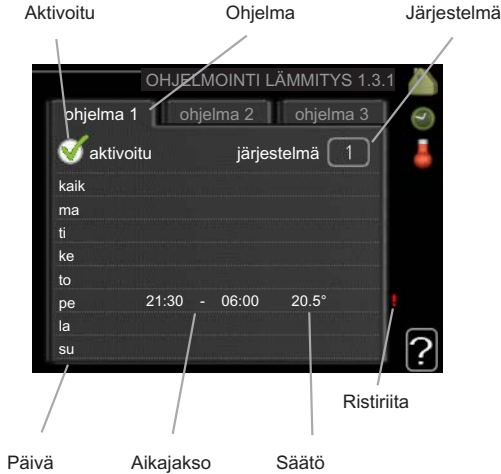 Aktivoitu Ohjelma Järjestelmä
OHJELMOINTI LÄMMITYS 1.3.1
ohjelma 1 ohjelma 2 ohjelma 3
aktivoitu järjestelmä 1
kaik
ma
ti
ke
to
pe 21:30 - 06:00 20.5° !
la
su
?
Ristiriita
Päivä Aikajakso Säätö